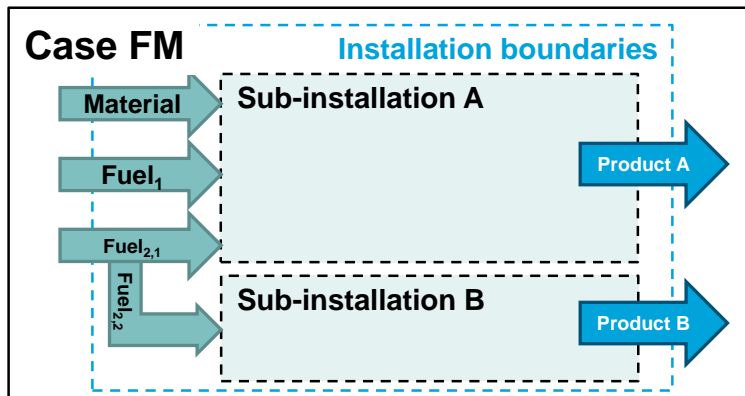 Case FM
Installation boundaries
Material
Sub-installation A
Fuel1
Product A
Fuel2,1
Fuel2,2
Sub-installation B
Product B